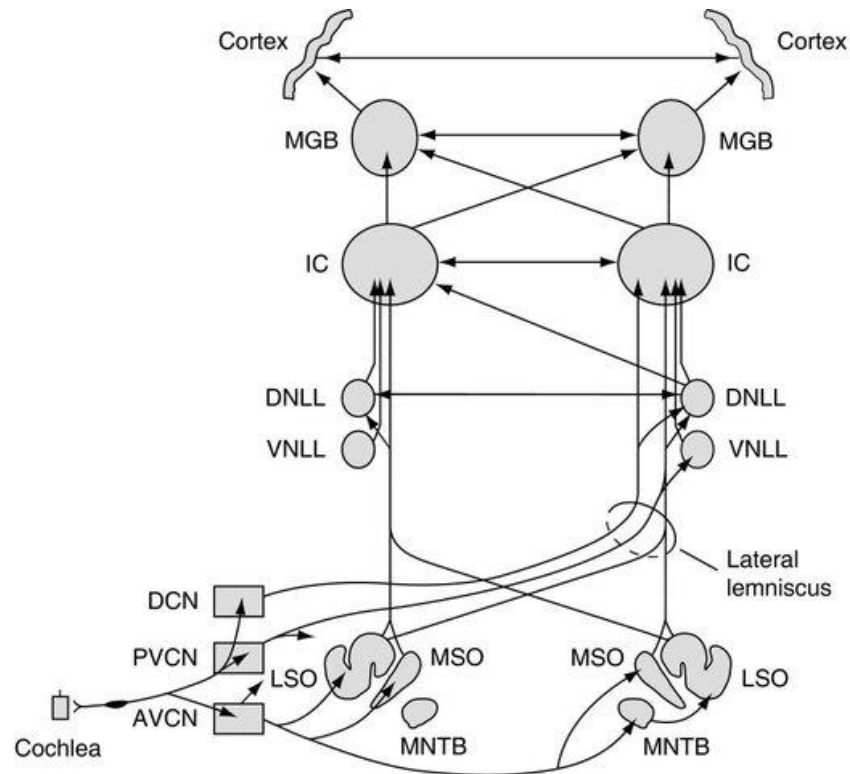 Cortex
Cortex
MGB
MGB
IC
IC
DNLL
DNLL
VNLL
VNLL
Lateral
lemniscus
DCN
PVCN
LSO
MSO
MSO
LSO
AVCN
MNTB
MNTB
Cochlea